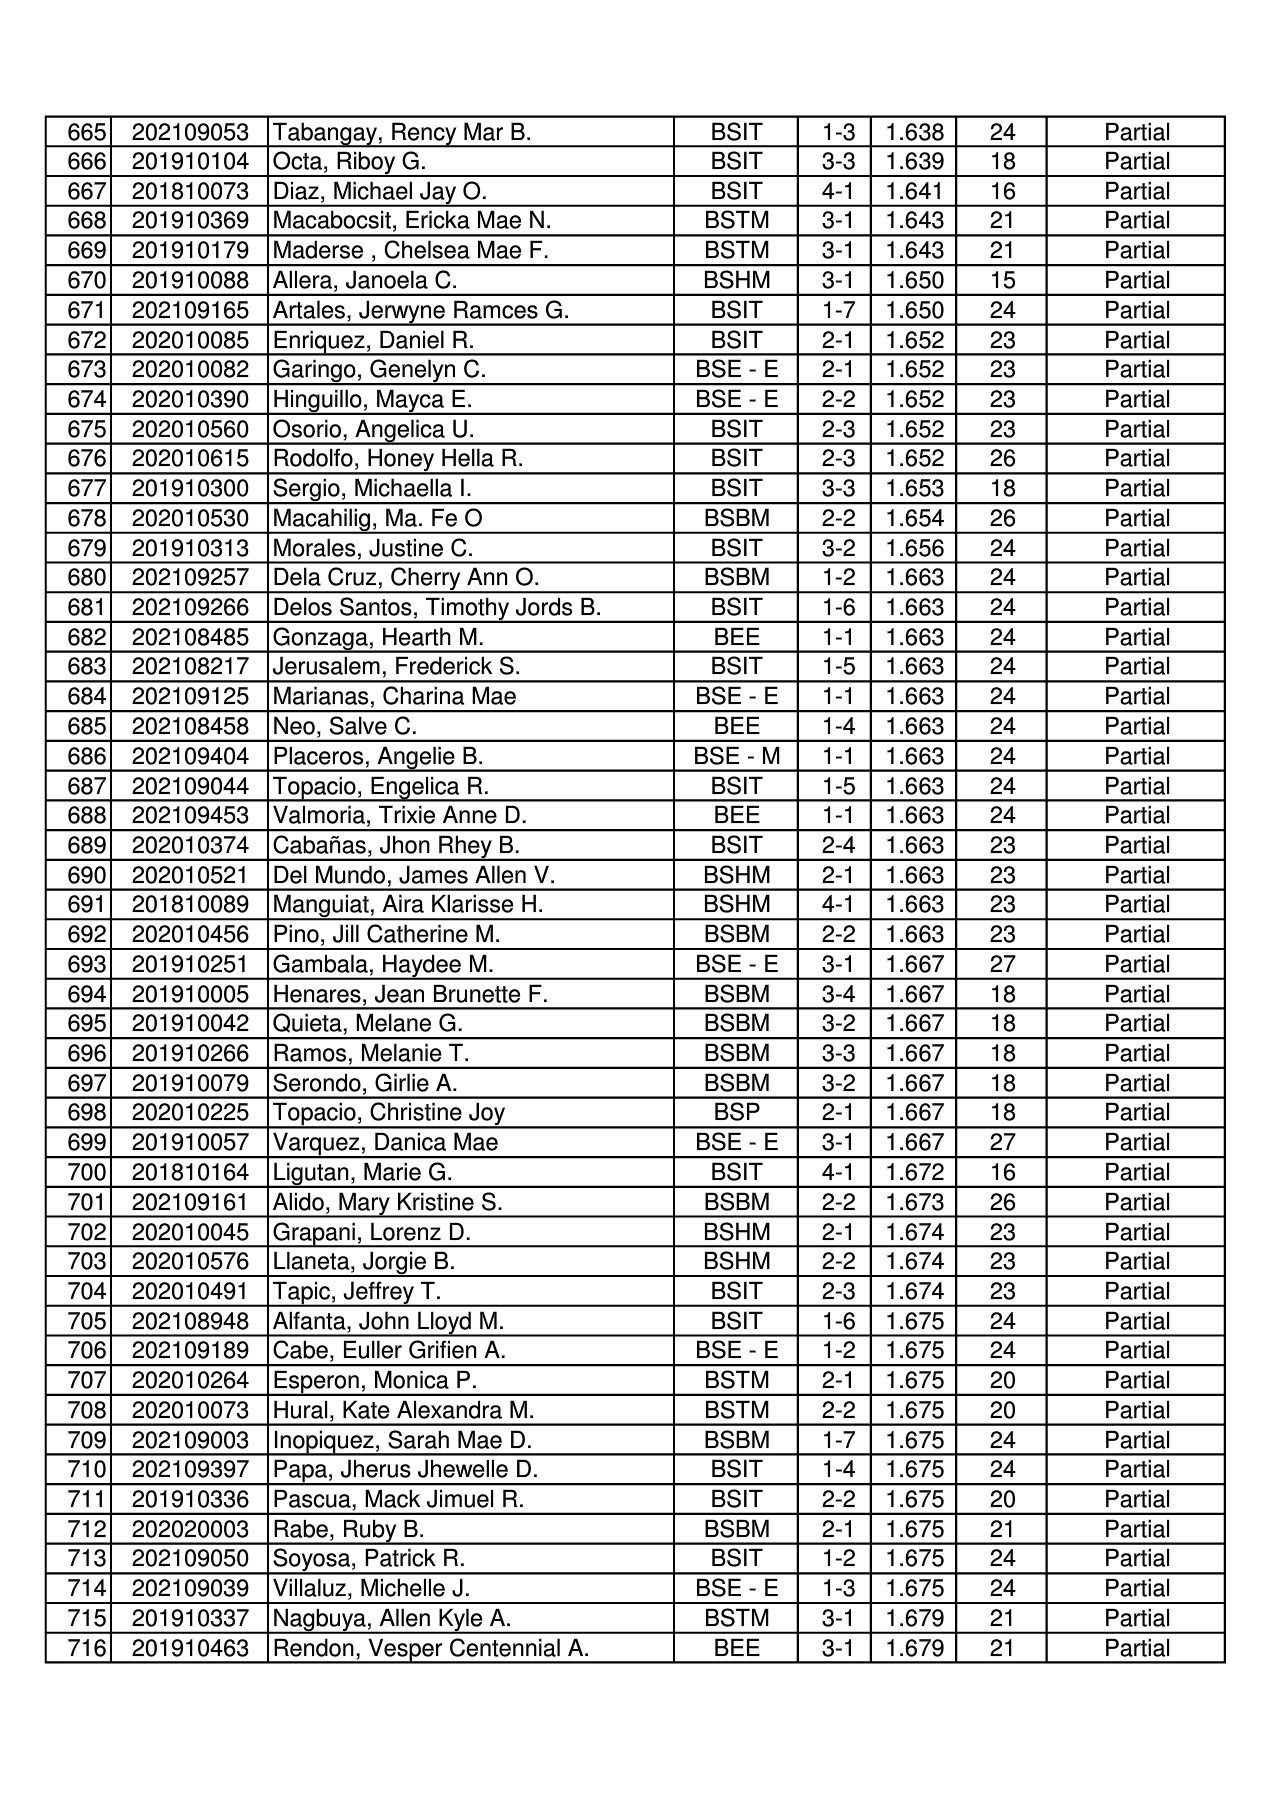 665 202109053 Tabangay, Rency Mar B. BSIT 1-3 1.638 24 Partial
666 201910104 Octa, Riboy G. BSIT 3-3 1.639 18 Partial
667 201810073 Diaz, Michael Jay O. BSIT 4-1 1.641 16 Partial
668 201910369 Macabocsit, Ericka Mae N. BSTM 3-1 1.643 21 Partial
669 201910179 Maderse , Chelsea Mae F. BSTM 3-1 1.643 21 Partial
670 201910088 Allera, Janoela C. BSHM 3-1 1.650 15 Partial
671 202109165 Artales, Jerwyne Ramces G. BSIT 1-7 1.650 24 Partial
672 202010085 Enriquez, Daniel R. BSIT 2-1 1.652 23 Partial
673 202010082 Garingo, Genelyn C. BSE - E 2-1 1.652 23 Partial
674 202010390 Hinguillo, Mayca E. BSE - E 2-2 1.652 23 Partial
675 202010560 Osorio, Angelica U. BSIT 2-3 1.652 23 Partial
676 202010615 Rodolfo, Honey Hella R. BSIT 2-3 1.652 26 Partial
677 201910300 Sergio, Michaella I. BSIT 3-3 1.653 18 Partial
678 202010530 Macahilig, Ma. Fe O BSBM 2-2 1.654 26 Partial
679 201910313 Morales, Justine C. BSIT 3-2 1.656 24 Partial
680 202109257 Dela Cruz, Cherry Ann O. BSBM 1-2 1.663 24 Partial
681 202109266 Delos Santos, Timothy Jords B. BSIT 1-6 1.663 24 Partial
682 202108485 Gonzaga, Hearth M. BEE 1-1 1.663 24 Partial
683 202108217 Jerusalem, Frederick S. BSIT 1-5 1.663 24 Partial
684 202109125 Marianas, Charina Mae BSE - E 1-1 1.663 24 Partial
685 202108458 Neo, Salve C. BEE 1-4 1.663 24 Partial
686 202109404 Placeros, Angelie B. BSE - M 1-1 1.663 24 Partial
687 202109044 Topacio, Engelica R. BSIT 1-5 1.663 24 Partial
688 202109453 Valmoria, Trixie Anne D. BEE 1-1 1.663 24 Partial
689 202010374 Cabañas, Jhon Rhey B. BSIT 2-4 1.663 23 Partial
690 202010521 Del Mundo, James Allen V. BSHM 2-1 1.663 23 Partial
691 201810089 Manguiat, Aira Klarisse H. BSHM 4-1 1.663 23 Partial
692 202010456 Pino, Jill Catherine M. BSBM 2-2 1.663 23 Partial
693 201910251 Gambala, Haydee M. BSE - E 3-1 1.667 27 Partial
694 201910005 Henares, Jean Brunette F. BSBM 3-4 1.667 18 Partial
695 201910042 Quieta, Melane G. BSBM 3-2 1.667 18 Partial
696 201910266 Ramos, Melanie T. BSBM 3-3 1.667 18 Partial
697 201910079 Serondo, Girlie A. BSBM 3-2 1.667 18 Partial
698 202010225 Topacio, Christine Joy BSP 2-1 1.667 18 Partial
699 201910057 Varquez, Danica Mae BSE - E 3-1 1.667 27 Partial
700 201810164 Ligutan, Marie G. BSIT 4-1 1.672 16 Partial
701 202109161 Alido, Mary Kristine S. BSBM 2-2 1.673 26 Partial
702 202010045 Grapani, Lorenz D. BSHM 2-1 1.674 23 Partial
703 202010576 Llaneta, Jorgie B. BSHM 2-2 1.674 23 Partial
704 202010491 Tapic, Jeffrey T. BSIT 2-3 1.674 23 Partial
705 202108948 Alfanta, John Lloyd M. BSIT 1-6 1.675 24 Partial
706 202109189 Cabe, Euller Grifien A. BSE - E 1-2 1.675 24 Partial
707 202010264 Esperon, Monica P. BSTM 2-1 1.675 20 Partial
708 202010073 Hural, Kate Alexandra M. BSTM 2-2 1.675 20 Partial
709 202109003 Inopiquez, Sarah Mae D. BSBM 1-7 1.675 24 Partial
710 202109397 Papa, Jherus Jhewelle D. BSIT 1-4 1.675 24 Partial
711 201910336 Pascua, Mack Jimuel R. BSIT 2-2 1.675 20 Partial
712 202020003 Rabe, Ruby B. BSBM 2-1 1.675 21 Partial
713 202109050 Soyosa, Patrick R. BSIT 1-2 1.675 24 Partial
714 202109039 Villaluz, Michelle J. BSE - E 1-3 1.675 24 Partial
715 201910337 Nagbuya, Allen Kyle A. BSTM 3-1 1.679 21 Partial
716 201910463 Rendon, Vesper Centennial A. BEE 3-1 1.679 21 Partial